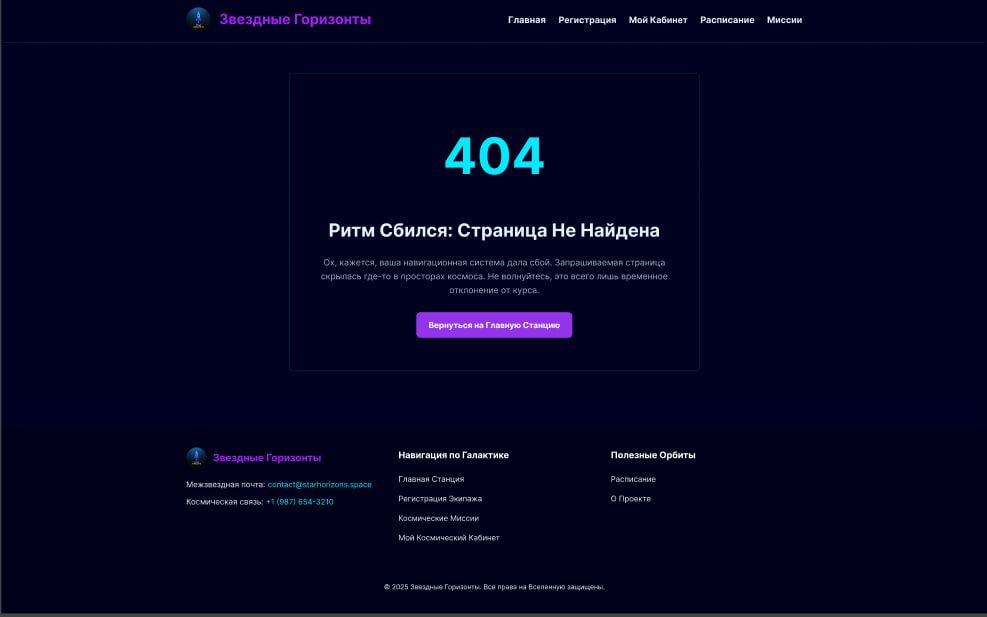 Звездные Горизонты
Главная Регистрация Мой Кабинет Расписание Миссии
404
Ритм Сбился: Страница Не Найдена
Ох, кажется, ваша навигационная система дала сбой. Запрашиваемая страница
скрылась где-то в просторах космоса. Не волнуйтесь, это всего лишь временное
отклонение от курса.
Вернуться на Главную Станцию
Звездные Горизонты
Межзвездная почта: contact@starhorizons.space
Космическая связь: +1 (987) 654-3210
Навигация по Галактике
Главная Станция
Регистрация Экипажа
Космические Миссии
Мой Космический Кабинет
Полезные Орбиты
Расписание
О Проекте
© 2025 Звездные Горизонты. Все права на Вселенную защищены.